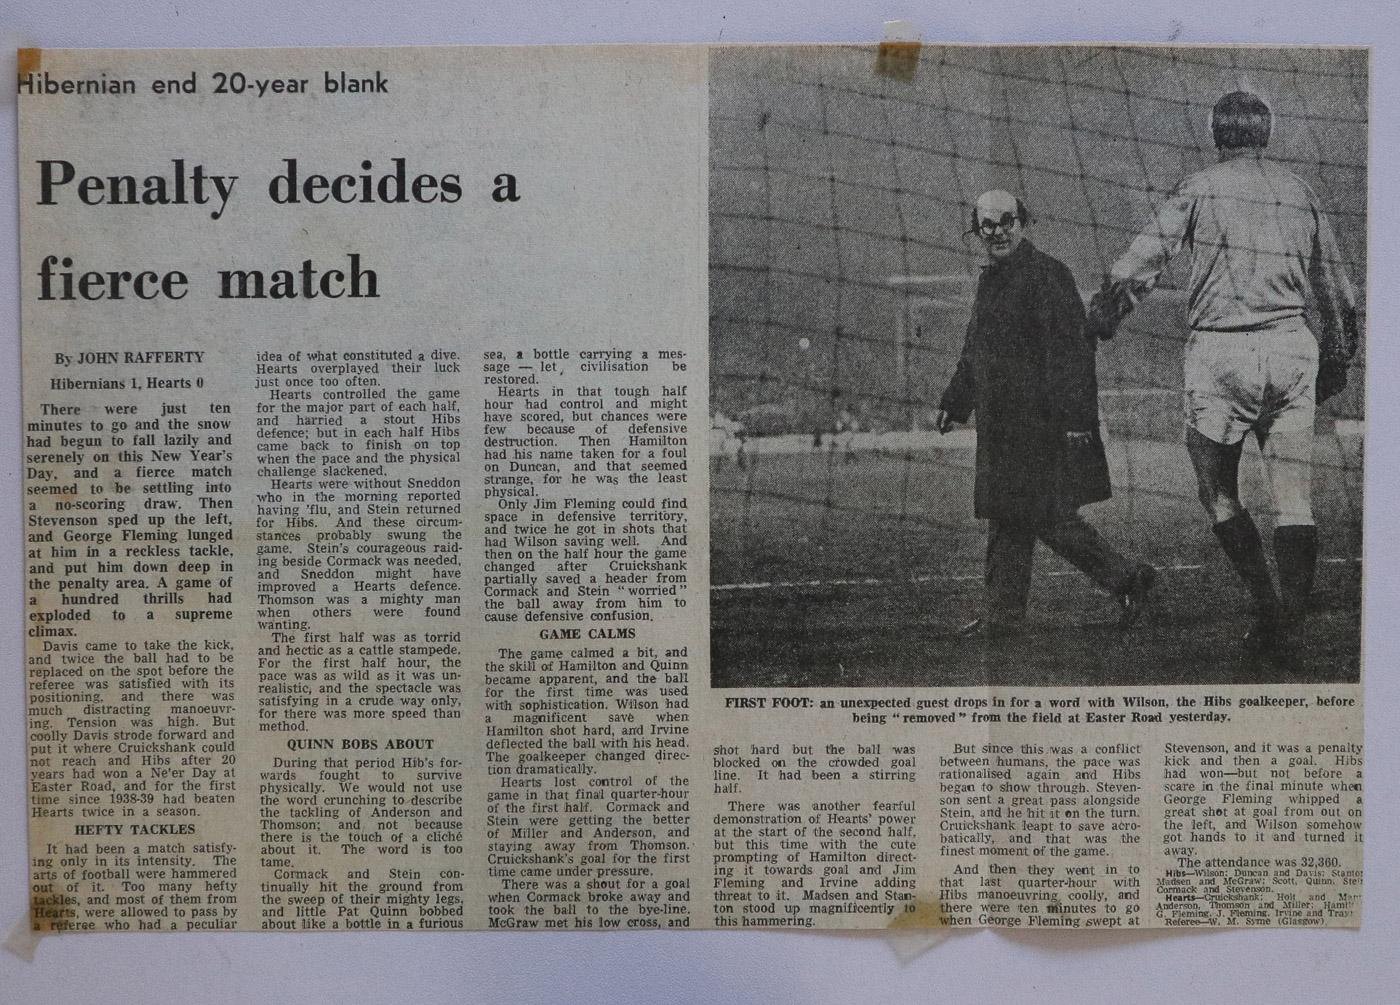 Hibernian end 20-year blank
Penalty decides a
fierce match
By JOHN RAFFERTY
Hibernians 1, Hearts 0
There were just ten
minutes to go and the snow
had begun to fall lazily and
serenely on this New Year's
Day, and a fierce match
seemed to be settling into
a no-scoring draw. Then
Stevenson sped up the left,
and George Fleming lunged
at him in a reckless tackle,
and put him down deep in
the penalty area. A game of
a hundred thrills had
exploded to a supreme
climax.
Davis came to take the kick,
and twice the ball had to be
replaced on the spot before the
referee was satisfied with its
positioning, and there was
much distracting manoeuvr-
ing. Tension was high. But
coolly Davis strode forward and
put it where Cruickshank could
not reach and Hibs after 20
years had won a Ne'er Day at
Easter Road, and for the first
time since 1938-39 had beaten
Hearts twice in a season.
HEFTY TACKLES
It had been a match satisfy-
ing only in its intensity. The
arts of football were hammered
out of it. Too many hefty
tackles, and most of them from
Hearts, were allowed to pass by
a referee who had a peculiar
idea of what constituted a dive.
Hearts overplayed their luck
just once too often.
Hearts controlled the game
for the major part of each half,
and harried a stout Hibs
defence; but in each half Hibs
came back to finish on top
when the pace and the physical
challenge slackened.
Hearts were without Sneddon
who in the morning reported
having 'flu, and Stein returned
for Hibs. And these circum-
stances probably swung the
game. Stein's courageous raid-
ing beside Cormack was needed,
and Sneddon might have
improved a Hearts defence.
Thomson was a mighty man
when others were found
wanting.
The first half was as torrid
and hectic as a cattle stampede.
For the first half hour, the
pace was as wild as it was un-
realistic, and the spectacle was
satisfying in a crude way only,
for there was more speed than
method.
QUINN BOBS ABOUT
During that period Hib's for-
wards fought to survive
physically. We would not use
the word crunching to describe
the tackling of Anderson and
Thomson; and not because
there is the touch of a cliché
about it. The word is too
tame.
Cormack and Stein con-
tinually hit the ground from
the sweep of their mighty legs,
and little Pat Quinn bobbed
about like a bottle in a furious
sea, a bottle carrying a mes-
sage — let civilisation be
restored.
Hearts in that tough half
hour had control and might
have scored, but chances were
few because of defensive
destruction. Then Hamilton
had his name taken for a foul
on Duncan, and that seemed
strange, for he was the least
physical.
Only Jim Fleming could find
space in defensive territory,
and twice he got in shots that
had Wilson saving well. And
then on the half hour the game
changed after Cruickshank
partially saved a header from
Cormack and Stein "worried"
the ball away from him to
cause defensive confusion.
GAME CALMS
The game calmed a bit, and
the skill of Hamilton and Quinn
became apparent, and the ball
for the first time was used
with sophistication. Wilson had
a magnificent save when
Hamilton shot hard, and Irvine
deflected the ball with his head.
The goalkeeper changed direc-
tion dramatically.
Hearts lost control of the
game in that final quarter-hour
of the first half. Cormack and
Stein were getting the better
of Miller and Anderson, and
staying away from Thomson.
Cruickshank's goal for the first
time came under pressure.
There was a shout for a goal
when Cormack broke away and
took the ball to the bye-line.
McGraw met his low cross, and
FIRST FOOT: an unexpected guest drops in for a word with Wilson, the Hibs goalkeeper, before
being "removed" from the field at Easter Road yesterday.
shot hard but the ball was
blocked on the crowded goal
line. It had been a stirring
half.
There was another fearful
demonstration of Hearts' power
at the start of the second half,
but this time with the cute
prompting of Hamilton direct-
ing it towards goal and Jim
Fleming and Irvine adding
threat to it. Madsen and Stan-
ton stood up magnificently to
this hammering.
But since this was a conflict
between humans, the pace was
rationalised again and Hibs
began to show through. Steven-
son sent a great pass alongside
Stein, and he hit it on the turn.
Cruickshank leapt to save acro-
batically, and that was the
finest moment of the game.
And then they went in to
that last quarter-hour with
Hibs manoeuvring coolly, and
there were ten minutes to go
when George Fleming swept at
Stevenson, and it was a penalty
kick and then a goal. Hibs
had won—but not before a
scare in the final minute when
George Fleming whipped a
great shot at goal from out on
the left, and Wilson somehow
got hands to it and turned it
away.
The attendance was 32,360.
Hibs—Wilson; Duncan and Davis; Stanton
Madsen and McGraw; Scott, Quinn, Stein
Cormack and Stevenson.
Hearts—Cruickshank; Holt and
Anderson, Thomson and Miller;
G. Fleming, J. Fleming, Irvine and
Referee—W. M. Syme (Glasgow).